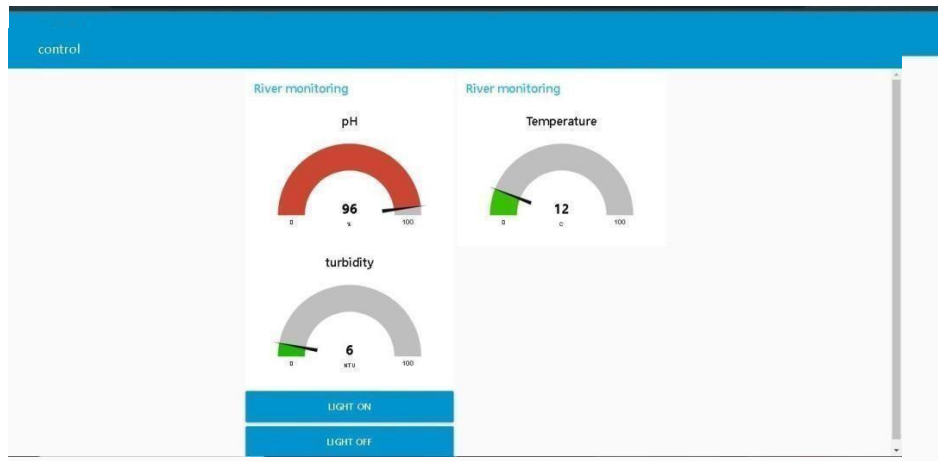 control
River monitoring
pH
96
%
0
100
turbidity
6
NTU
0
100
LIGHT ON
LIGHT OFF
River monitoring
Temperature
12
C
0
100